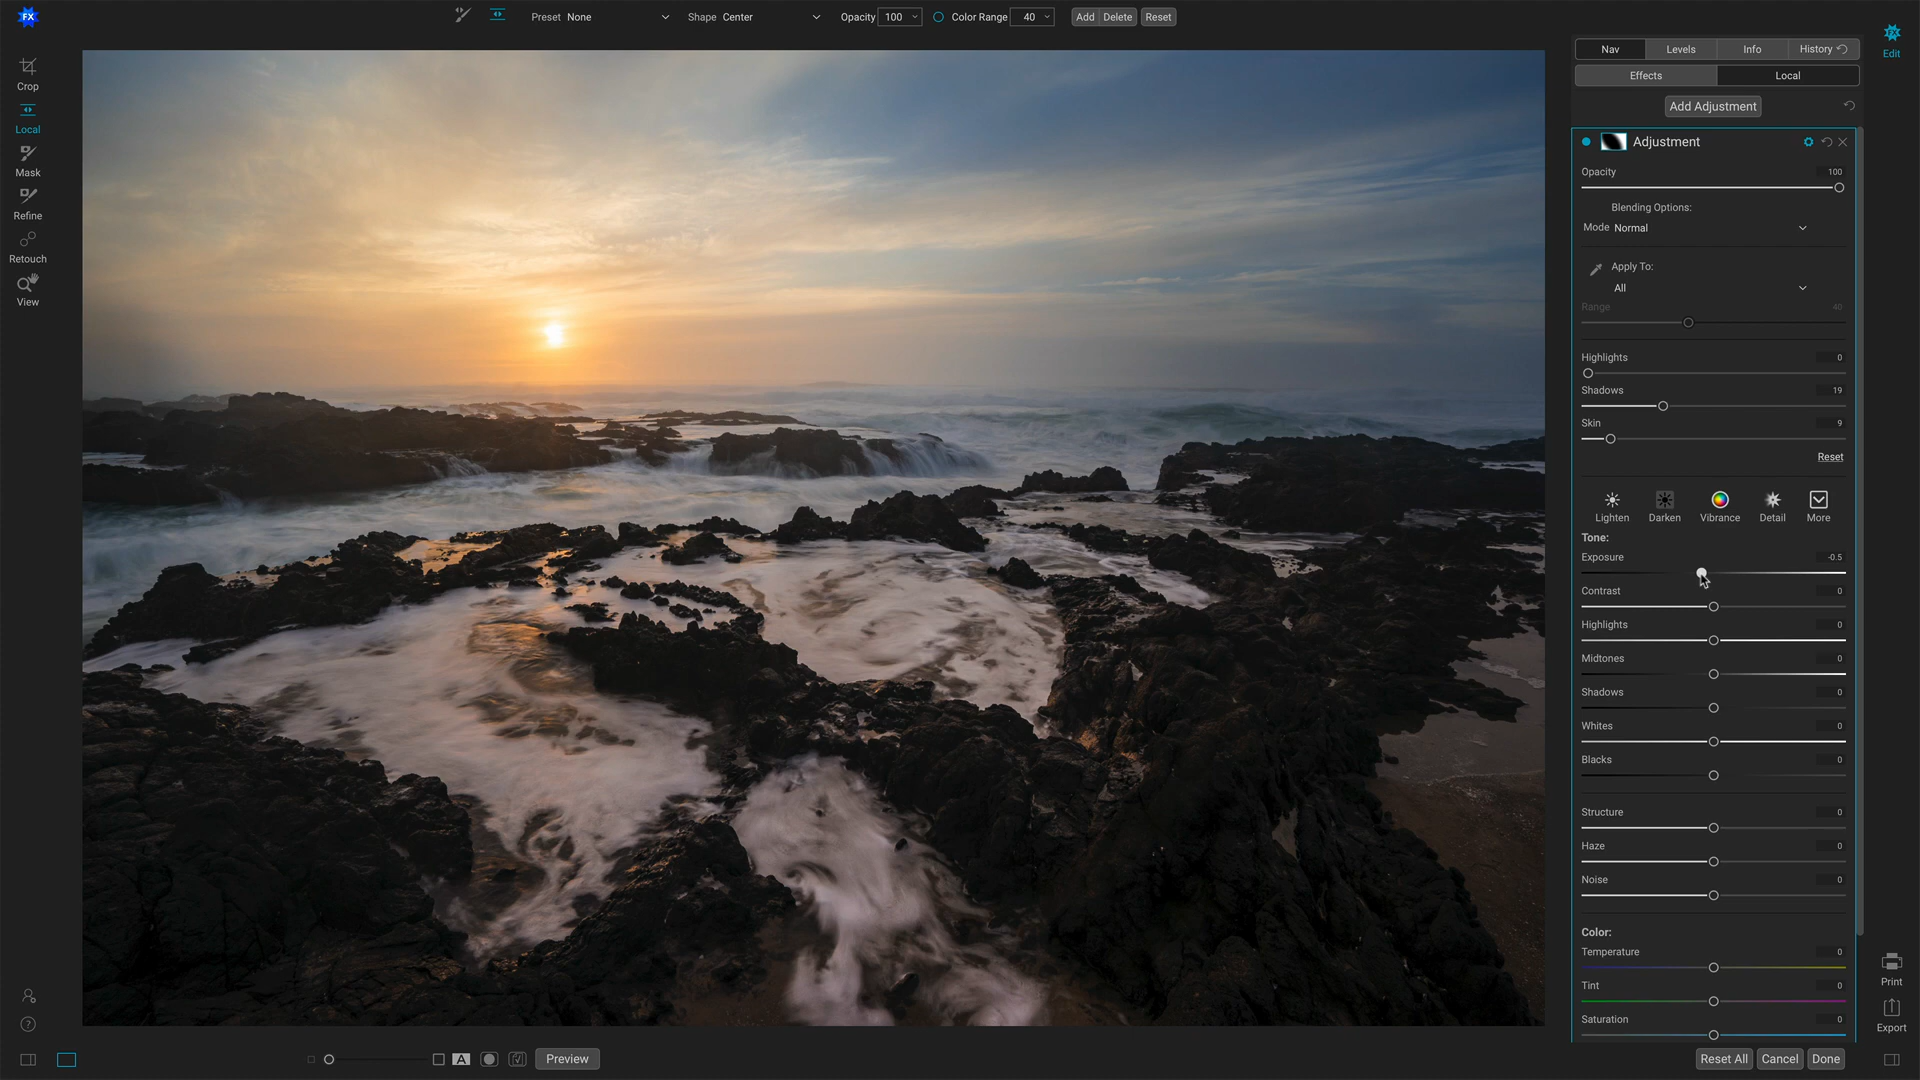 FX
Preset None
Shape Center
Opacity 100
Color Range 40
Add
Delete
Reset
Crop
Local
Mask
Refine
Retouch
View
?
Nav
Levels
Info
History
Effects
Local
FX
Edit
Add Adjustment
Adjustment
Opacity 100
Blending Options:
Mode Normal
Apply To:
All
Range 40
Highlights 0
Shadows 19
Skin 9
Reset
Lighten
Darken
Vibrance
Detail
More
Tone:
Exposure -0.5
Contrast 0
Highlights 0
Midtones 0
Shadows 0
Whites 0
Blacks 0
Structure 0
Haze 0
Noise 0
Color:
Temperature 0
Tint 0
Saturation 0
Print
Export
A
Preview
Reset All
Cancel
Done